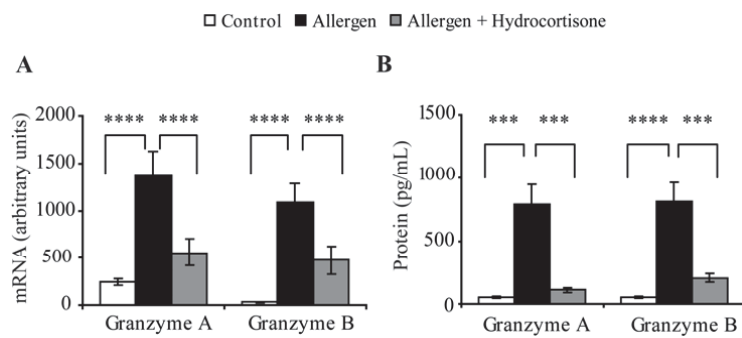 Control Allergen Allergen + Hydrocortisone
A
B
mRNA (arbitrary units)
2000
1500
1000
500
0
**** **** **** ****
Granzyme A Granzyme B
Protein (pg/mL)
1500
1000
500
0
*** *** **** ***
Granzyme A Granzyme B